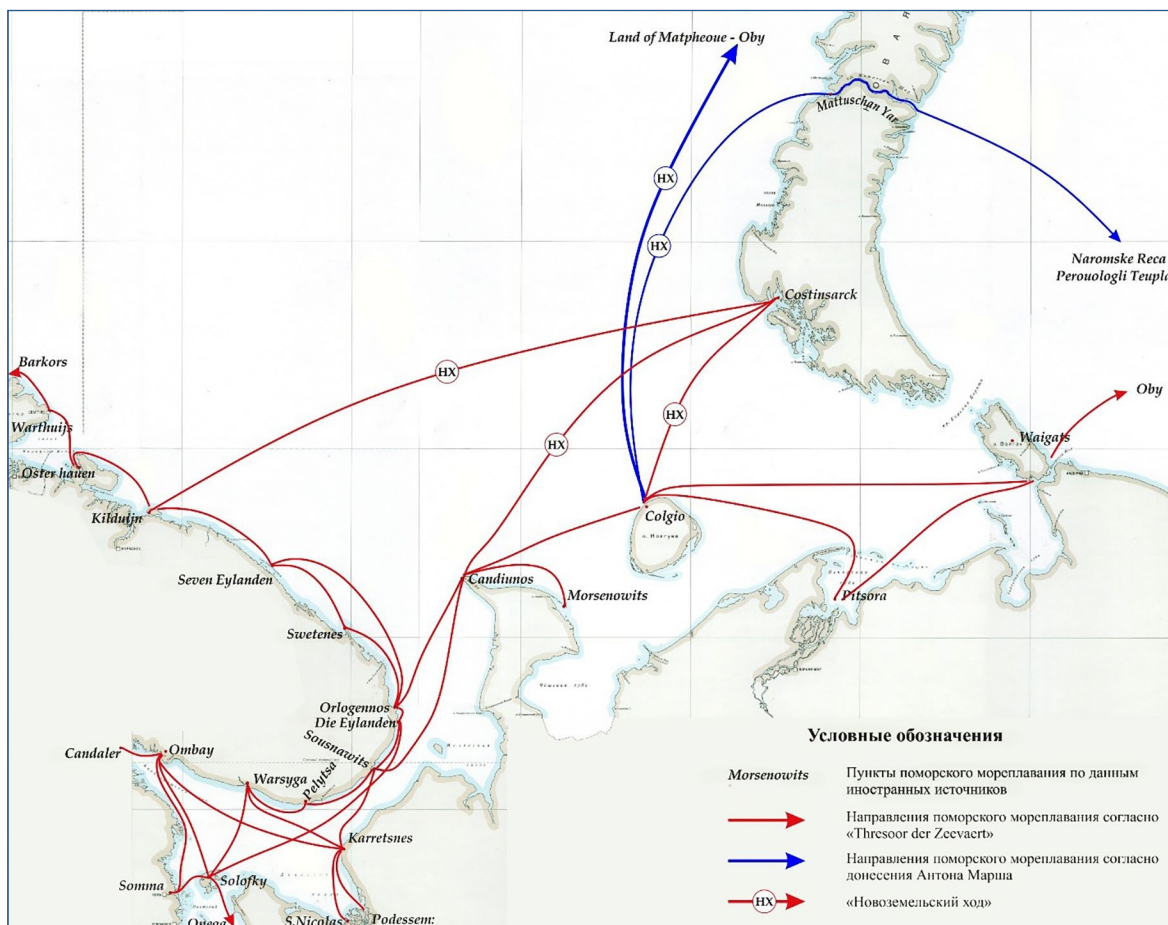 Land of Matpheoue - Oby
НХ
Mattuschan Yar
НХ
Naromske Reca
Perouologli Teupla
Costinsarck
НХ
Barkors
НХ
Oby
Warthuijs
НХ
Waigats
Oster hauen
Kilduijn
Colgio
Seven Eylanden
Candiunos
Morsenowits
Pitsora
Swetenes
Orlogennos
Die Eylanden
Candaler
Ombay
Sousnawits
Warsyga
Pelytsa
Karretsnes
Somma
Solofky
Onega
S.Nicolas
Podessem:
Условные обозначения
Morsenowits
Пункты поморского мореплавания по данным
иностранных источников
Направления поморского мореплавания согласно
«Thresoor der Zeevaert»
Направления поморского мореплавания согласно
донесения Антона Марша
НХ
«Новоземельский ход»